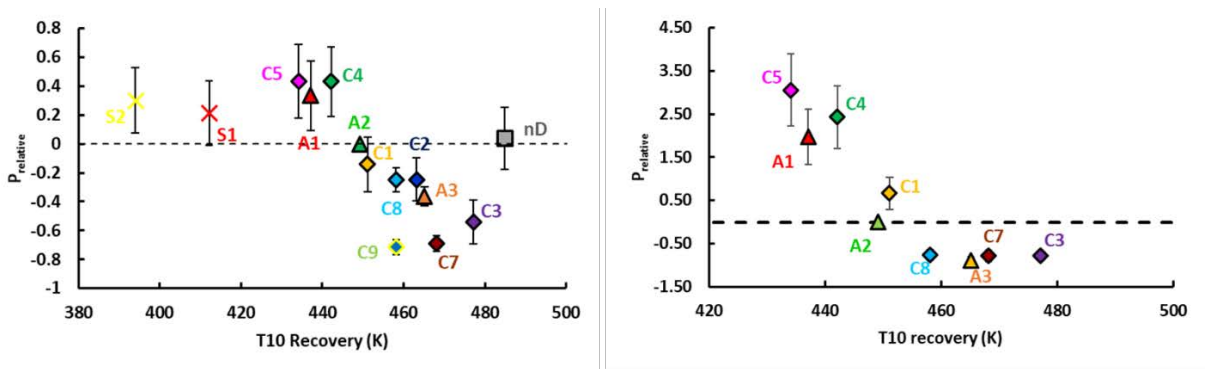 0.8
0.6
0.4
0.2
0
-0.2
-0.4
-0.6
-0.8
-1
P relative
S2
S1
C5
C4
A1
A2
C1
C2
nD
C8
A3
C3
C9
C7
380 400 420 440 460 480 500
T10 Recovery (K)
4.50
3.50
2.50
1.50
0.50
-0.50
-1.50
P relative
C5
C4
A1
C1
A2
C8
C7
C3
A3
420 440 460 480 500
T10 recovery (K)